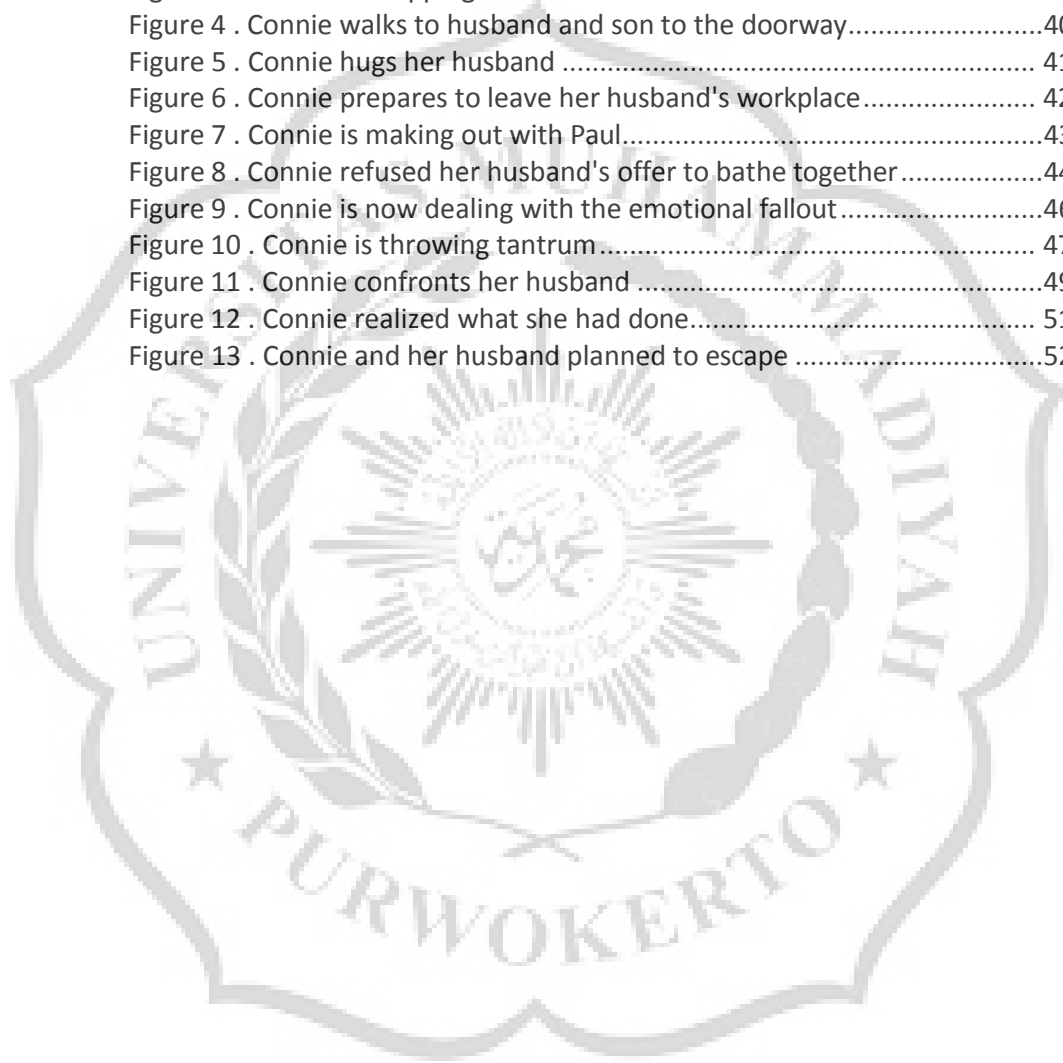 Figure 4 . Connie walks to husband and son to the doorway....................................40
Figure 5 . Connie hugs her husband .................................................................. 41
Figure 6 . Connie prepares to leave her husband's workplace................................ 42
Figure 7 . Connie is making out with Paul...........................................................43
Figure 8 . Connie refused her husband's offer to bathe together.........................44
Figure 9 . Connie is now dealing with the emotional fallout..................................46
Figure 10 . Connie is throwing tantrum.............................................................. 47
Figure 11 . Connie confronts her husband ..........................................................49
Figure 12 . Connie realized what she had done.................................................... 51
Figure 13 . Connie and her husband planned to escape .......................................52
UNIVERSITAS MUHAMMADIYAH
★ PURWOKERTO ★